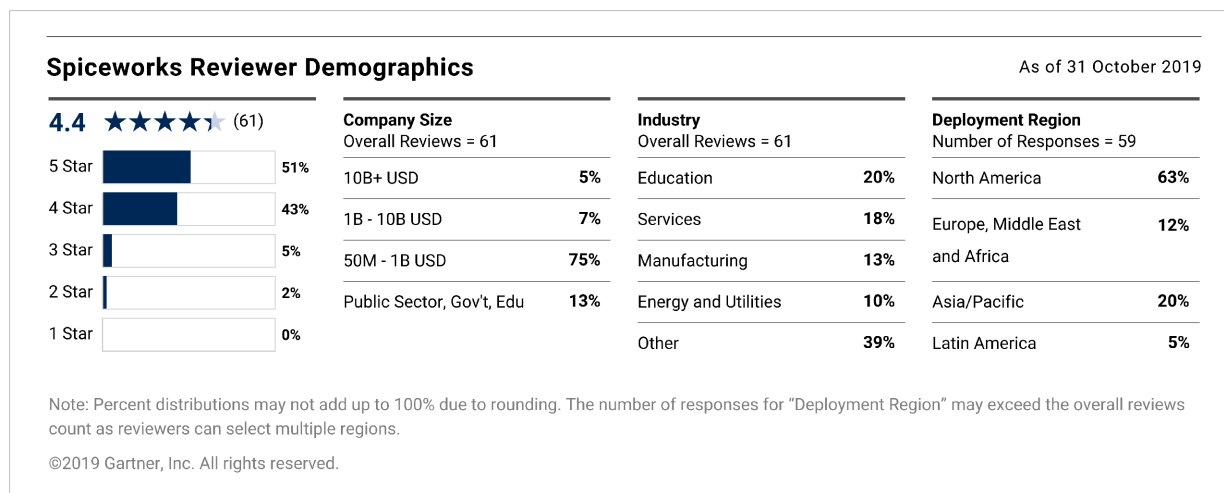 Spiceworks Reviewer Demographics
As of 31 October 2019
4.4 (61)
5 Star 51%
4 Star 43%
3 Star 5%
2 Star 2%
1 Star 0%
Company Size
Overall Reviews = 61
10B+ USD 5%
1B - 10B USD 7%
50M - 1B USD 75%
Public Sector, Gov't, Edu 13%
Industry
Overall Reviews = 61
Education 20%
Services 18%
Manufacturing 13%
Energy and Utilities 10%
Other 39%
Deployment Region
Number of Responses = 59
North America 63%
Europe, Middle East 12%
and Africa
Asia/Pacific 20%
Latin America 5%
Note: Percent distributions may not add up to 100% due to rounding. The number of responses for “Deployment Region” may exceed the overall reviews
count as reviewers can select multiple regions.
©2019 Gartner, Inc. All rights reserved.